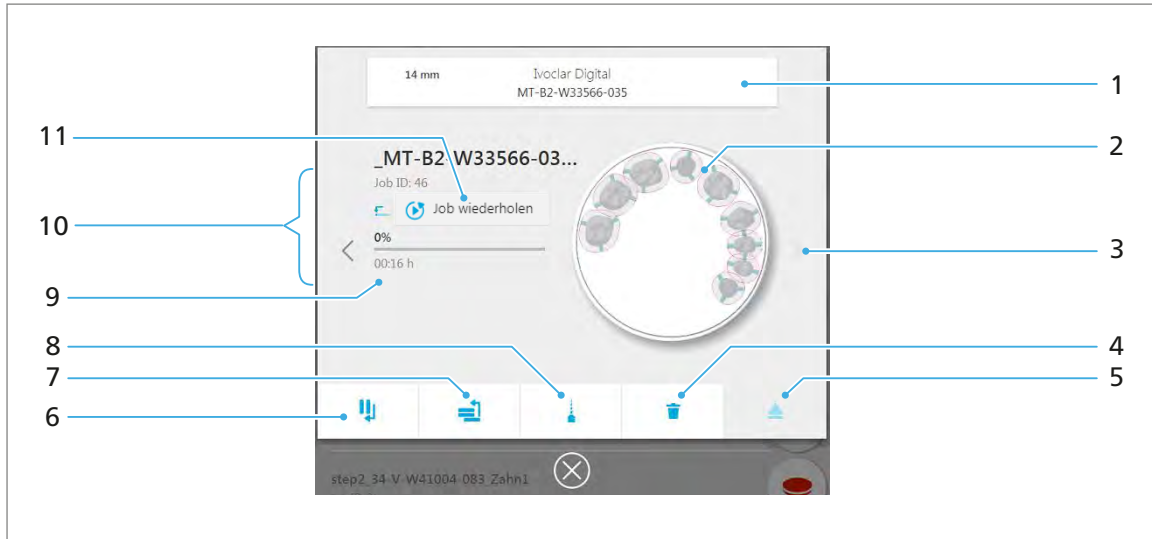 14 mm Ivoclar Digital
MT-B2-W33566-035
1
2
11
_MT-B2-W33566-03...
Job ID: 46
Job wiederholen
10
0%
00:16 h
3
9
8
4
7
5
6
step2_34-V-W41004-083_Zahn1